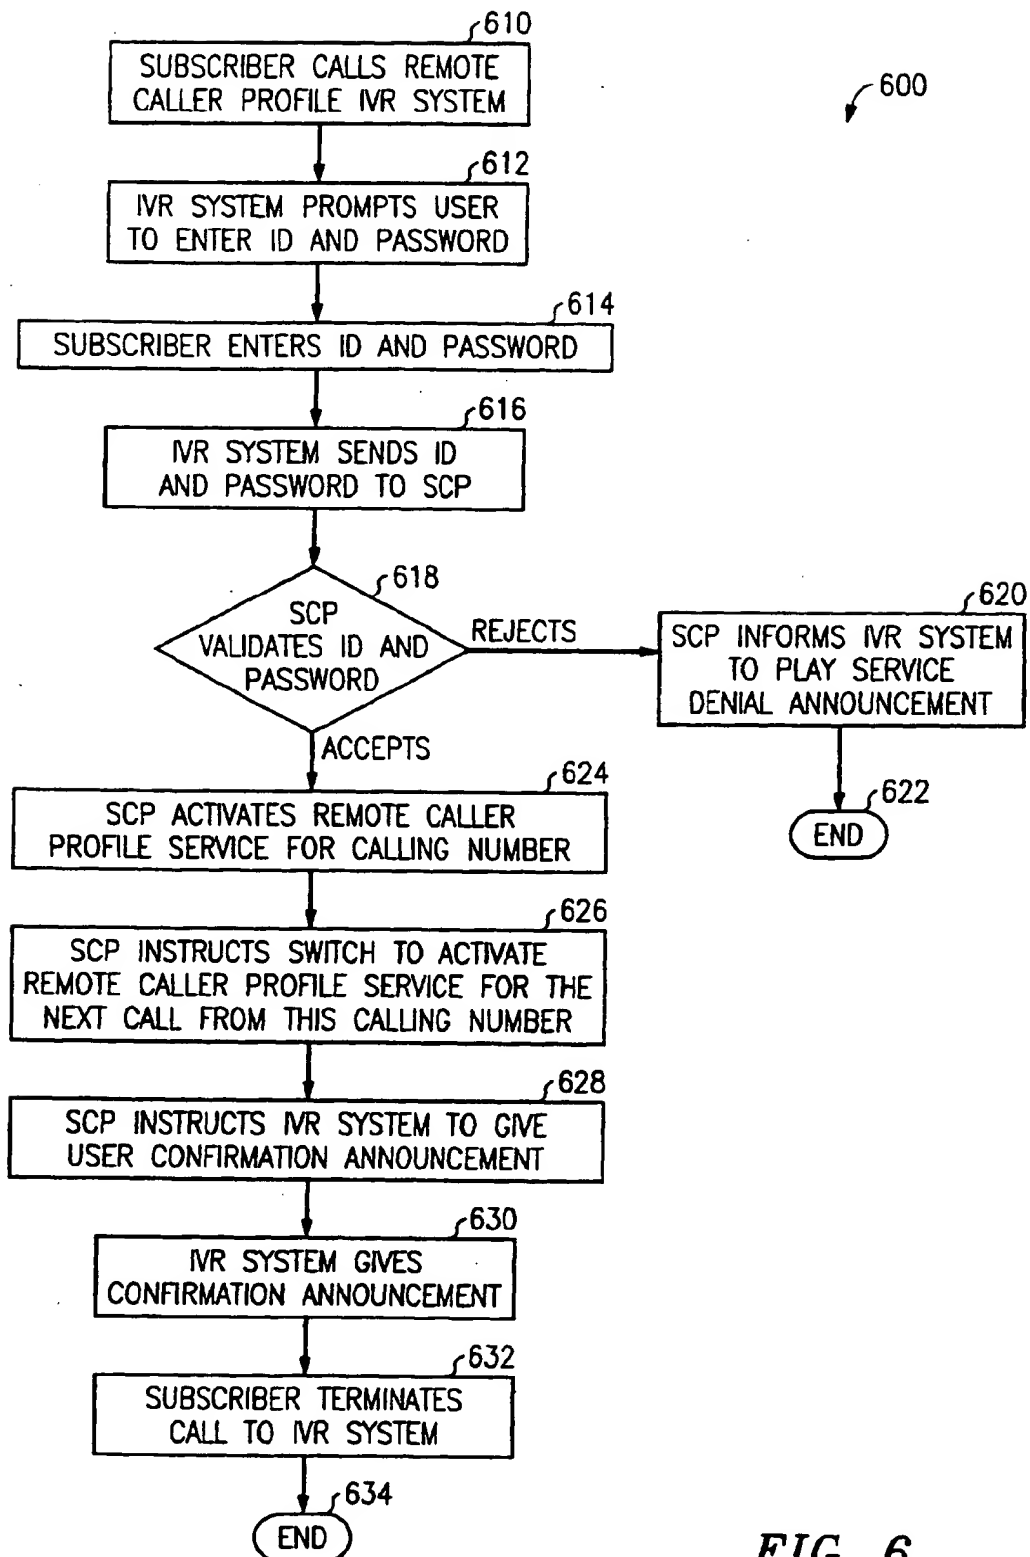 610
SUBSCRIBER CALLS REMOTE
CALLER PROFILE IVR SYSTEM
600
612
IVR SYSTEM PROMPTS USER
TO ENTER ID AND PASSWORD
614
SUBSCRIBER ENTERS ID AND PASSWORD
616
IVR SYSTEM SENDS ID
AND PASSWORD TO SCP
618
SCP
VALIDATES ID AND
PASSWORD
REJECTS
620
SCP INFORMS IVR SYSTEM
TO PLAY SERVICE
DENIAL ANNOUNCEMENT
622
END
ACCEPTS
624
SCP ACTIVATES REMOTE CALLER
PROFILE SERVICE FOR CALLING NUMBER
626
SCP INSTRUCTS SWITCH TO ACTIVATE
REMOTE CALLER PROFILE SERVICE FOR THE
NEXT CALL FROM THIS CALLING NUMBER
628
SCP INSTRUCTS IVR SYSTEM TO GIVE
USER CONFIRMATION ANNOUNCEMENT
630
IVR SYSTEM GIVES
CONFIRMATION ANNOUNCEMENT
632
SUBSCRIBER TERMINATES
CALL TO IVR SYSTEM
634
END
FIG. 6